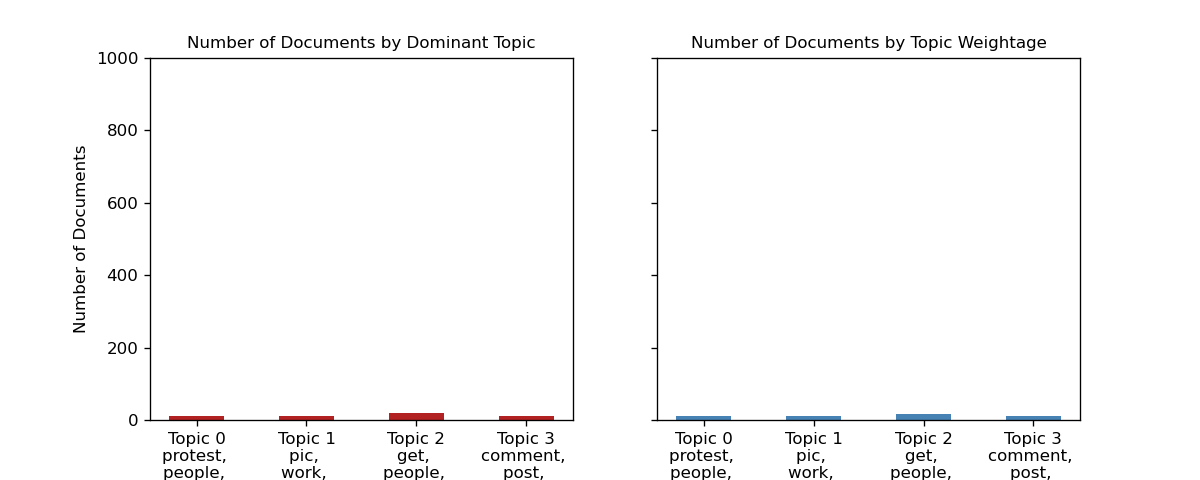 Number of Documents by Dominant Topic
Number of Documents by Topic Weightage
Number of Documents
1000
800
600
400
200
0
Topic 0
protest,
people,
Topic 1
pic,
work,
Topic 2
get,
people,
Topic 3
comment,
post,
Topic 0
protest,
people,
Topic 1
pic,
work,
Topic 2
get,
people,
Topic 3
comment,
post,